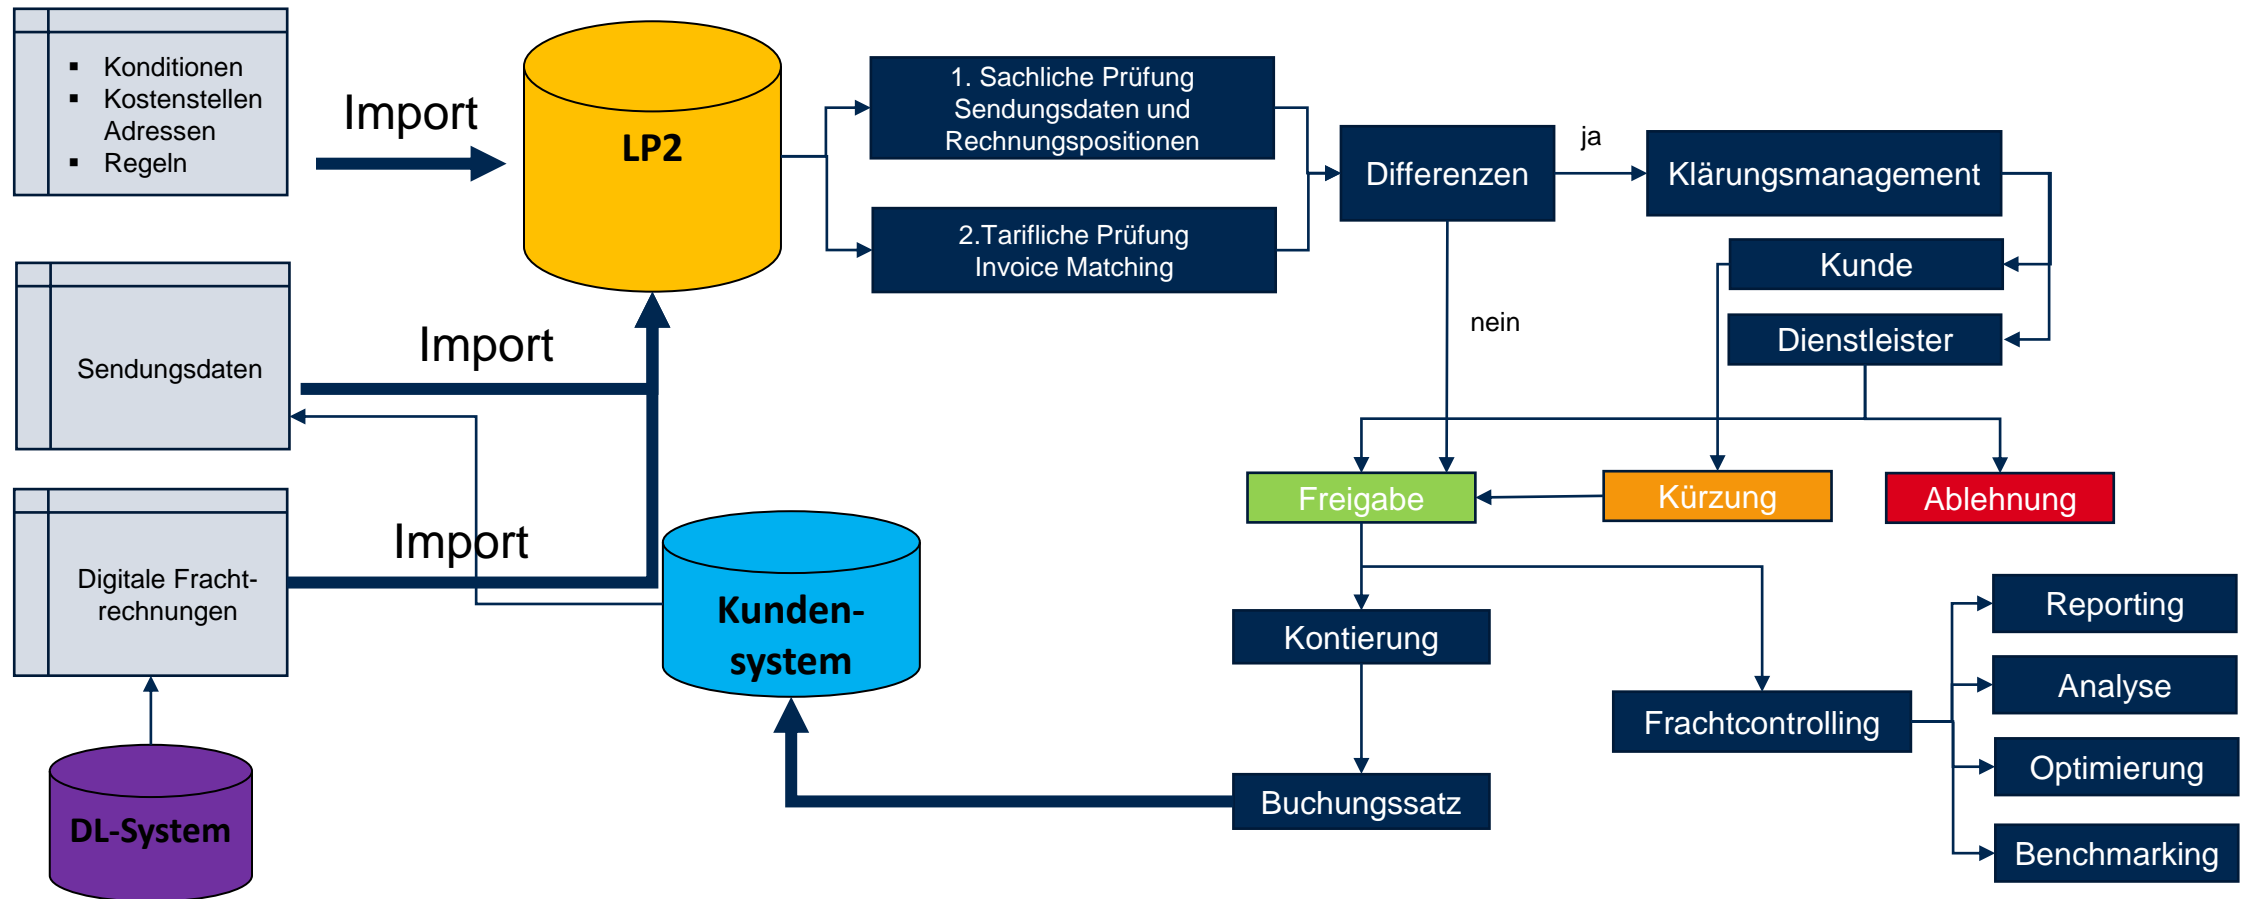 ▪ Konditionen
▪ Kostenstellen
Adressen
▪ Regeln
Import
LP2
1. Sachliche Prüfung
Sendungsdaten und
Rechnungspositionen
2.Tarifliche Prüfung
Invoice Matching
Differenzen
ja
Klärungsmanagement
Kunde
Dienstleister
nein
Sendungsdaten
Import
Freigabe
Kürzung
Ablehnung
Digitale Fracht-
rechnungen
Import
Kunden-
system
Kontierung
Buchungssatz
Frachtcontrolling
Reporting
Analyse
Optimierung
Benchmarking
DL-System